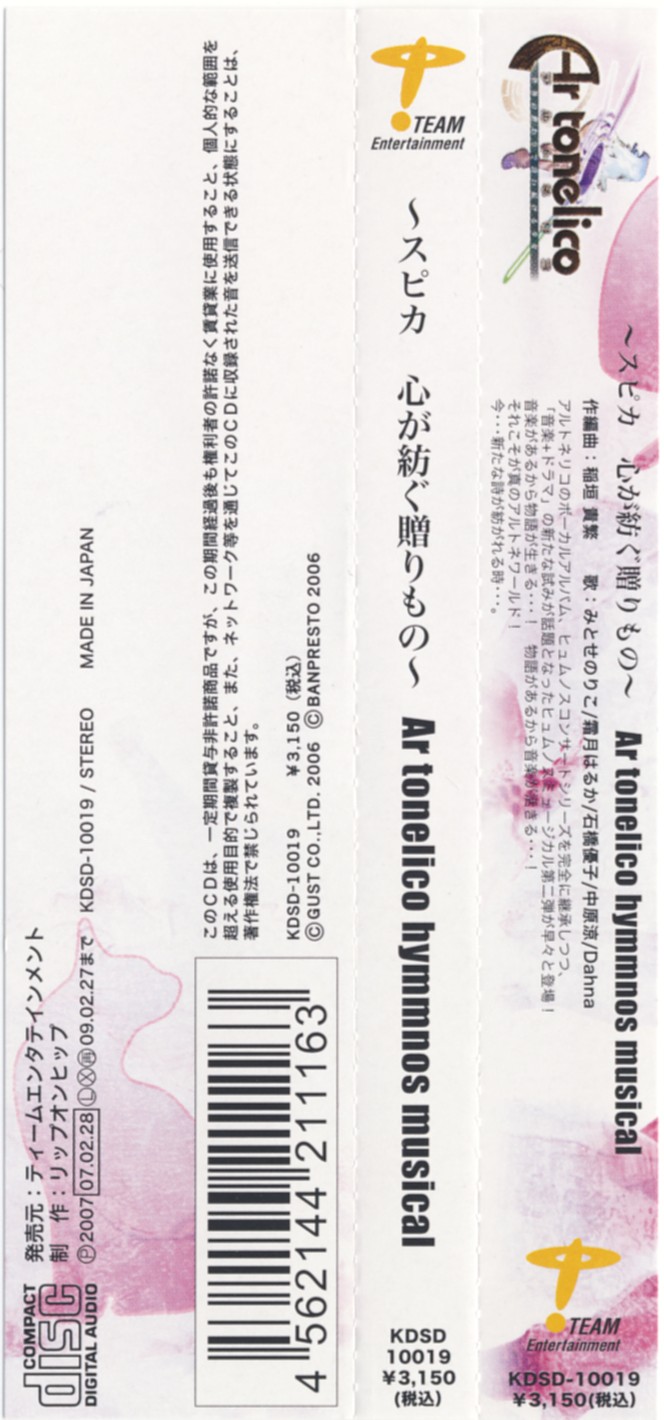 Ar tonelico
～スピカ　心が紡ぐ贈りもの～　Ar tonelico hymmnos musical
作編曲：稲垣 貴繁　歌：みとせのりこ/霜月はるか/石橋優子/中原涼/Dahna
アルトネリコのボーカルアルバム、ヒュムノスコンサートシリーズを完全に継承しつつ、
「音楽+ドラマ」の新たな試みが話題となったヒュムノスミュージカル第二弾が早々と登場！
音楽があるから物語が生きる･･･！　物語があるから音楽が活きる･･･！
それこそが真のアルトネワールド！
今･･･新たな詩が紡がれる時･･･。
TEAM
Entertainment
KDSD-10019
￥3,150(税込)
TEAM
Entertainment
～スピカ　心が紡ぐ贈りもの～　Ar tonelico hymmnos musical
KDSD
10019
￥3,150
(税込)
このCDは、一定期間貸与非許諾商品ですが、この期間経過後も権利者の許諾なく賃貸業に使用すること、個人的な範囲を
超える使用目的で複製すること、また、ネットワーク等を通じてこのCDに収録された音を送信できる状態にすることは、
著作権法で禁じられています。
KDSD-10019　￥3,150 (税込)
ⒸGUST CO.,LTD. 2006 ⒸBANPRESTO 2006
4 562144 211163
発売元：ティームエンタテインメント
制　作：リップオンヒップ
Ⓟ2007 07.02.28 ⓁⓍ㊢09.02.27まで　KDSD-10019 / STEREO　MADE IN JAPAN
COMPACT
disc
DIGITAL AUDIO